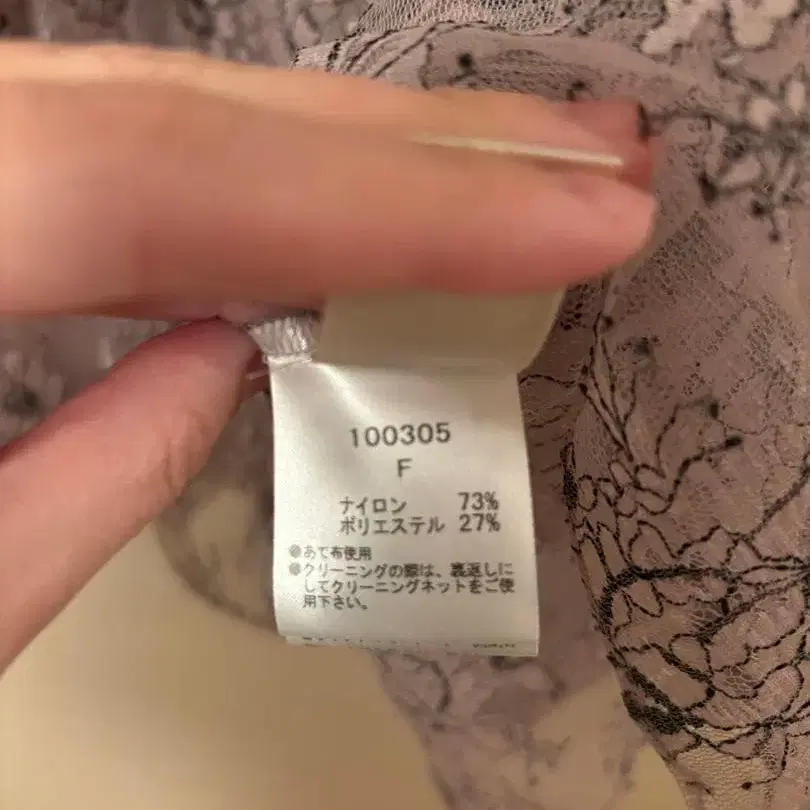 100305
F
ナイロン 73%
ポリエステル 27%
●あて布使用
●クリーニングの際は、裏返しに
してクリーニングネットをご使
用下さい。